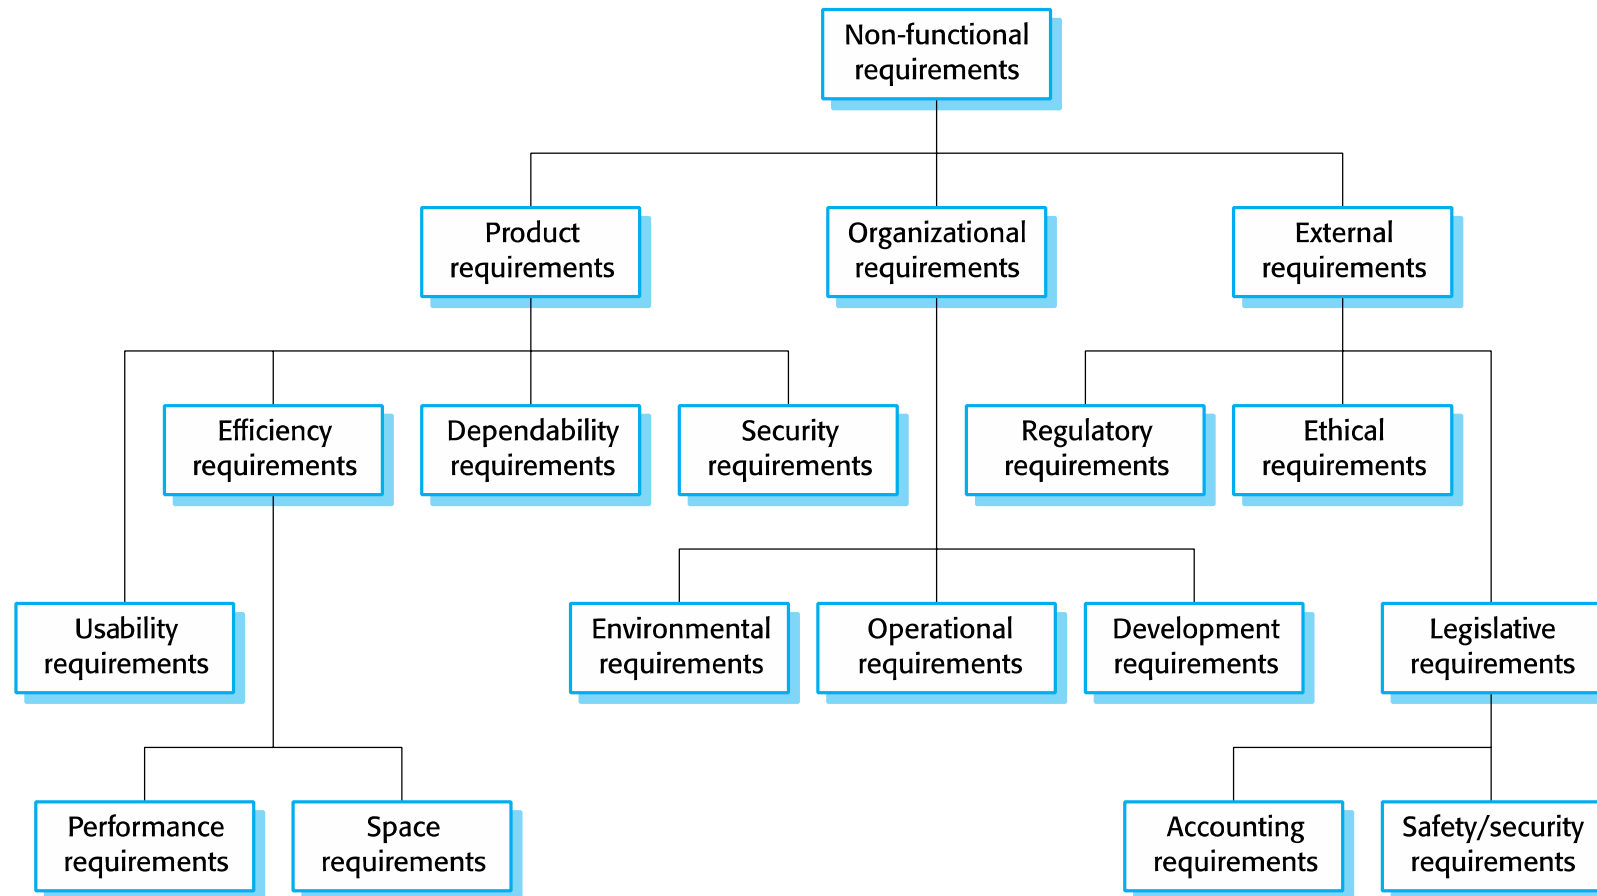 Non-functional
requirements
Product
requirements
Organizational
requirements
External
requirements
Efficiency
requirements
Dependability
requirements
Security
requirements
Regulatory
requirements
Ethical
requirements
Usability
requirements
Environmental
requirements
Operational
requirements
Development
requirements
Legislative
requirements
Performance
requirements
Space
requirements
Accounting
requirements
Safety/security
requirements